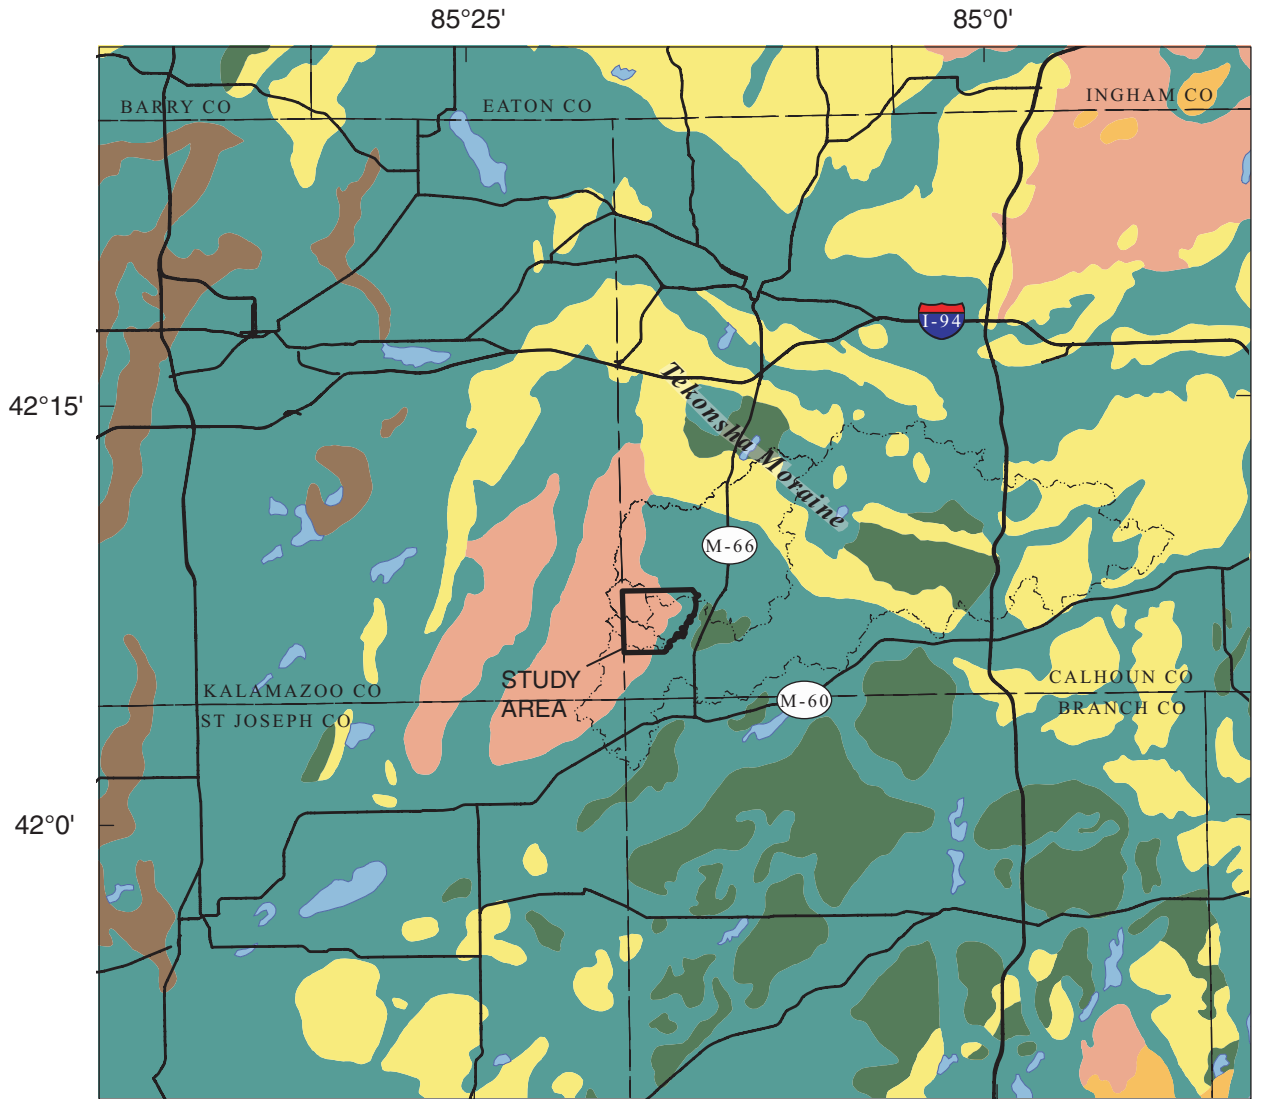 85°25'
85°0'
BARRY CO
EATON CO
INGHAM CO
I-94
42°15'
Tekonsha Moraine
M-66
STUDY
AREA
KALAMAZOO CO
ST JOSEPH CO
M-60
CALHOUN CO
BRANCH CO
42°0'